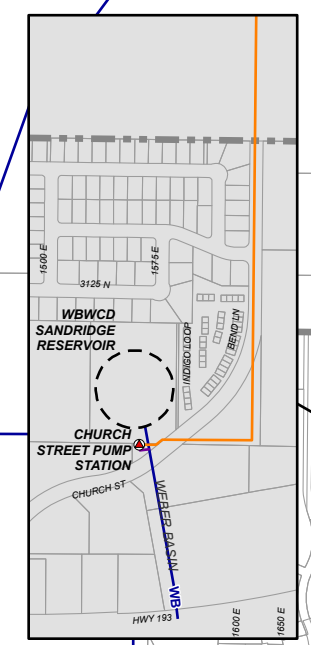 1500 E
1575 E
3125 N
WBWCD
SANDRIDGE
RESERVOIR
INDIGO LOOP
BEND LN
CHURCH
STREET PUMP
STATION
CHURCH ST
WEBER BASIN
WB
HWY 193
1600 E
1650 E